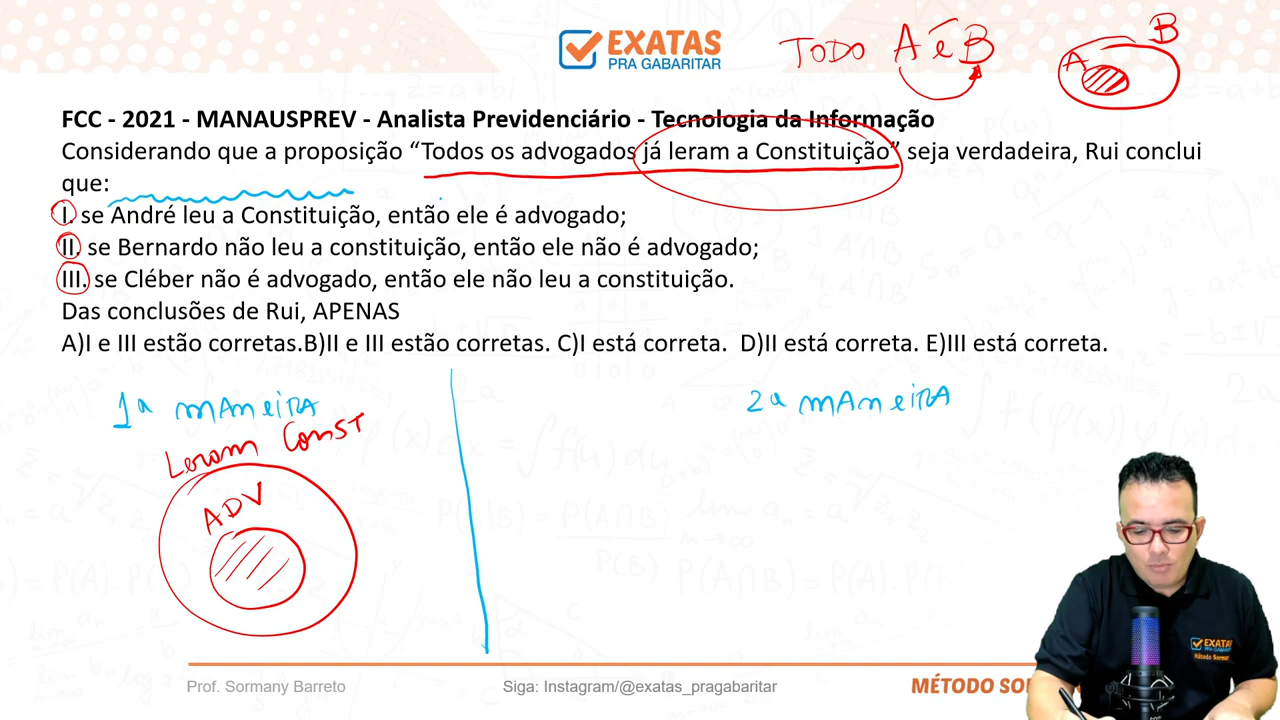 EXATAS
PRA GABARITAR
TODO A é B
A B
FCC - 2021 - MANAUSPREV - Analista Previdenciário - Tecnologia da Informação
Considerando que a proposição “Todos os advogados já leram a Constituição” seja verdadeira, Rui conclui
que:
I. se André leu a Constituição, então ele é advogado;
II. se Bernardo não leu a constituição, então ele não é advogado;
III. se Cléber não é advogado, então ele não leu a constituição.
Das conclusões de Rui, APENAS
A)I e III estão corretas.B)II e III estão corretas. C)I está correta.  D)II está correta. E)III está correta.
1ª MANEIRA
2ª MANEIRA
Leram CONST
ADV
EXATAS
PRA GABARITAR
Prof. Sormany Barreto
Siga: Instagram/@exatas_pragabaritar
MÉTODO